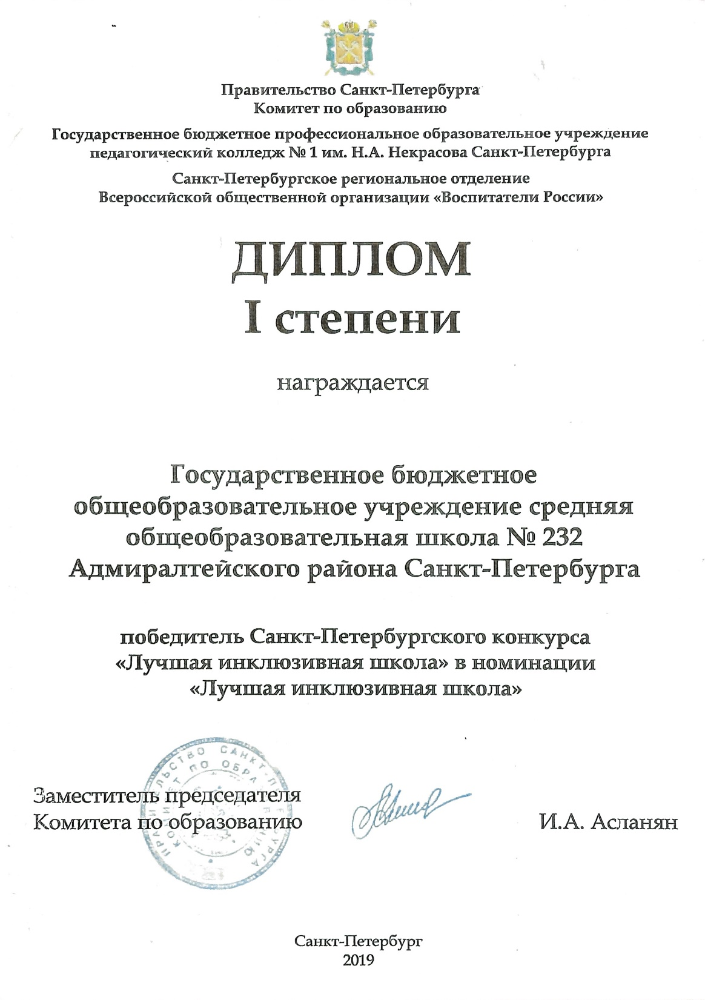 Правительство Санкт-Петербурга
Комитет по образованию
Государственное бюджетное профессиональное образовательное учреждение
педагогический колледж № 1 им. Н.А. Некрасова Санкт-Петербурга
Санкт-Петербургское региональное отделение
Всероссийской общественной организации «Воспитатели России»
ДИПЛОМ
I степени
награждается
Государственное бюджетное
общеобразовательное учреждение средняя
общеобразовательная школа № 232
Адмиралтейского района Санкт-Петербурга
победитель Санкт-Петербургского конкурса
«Лучшая инклюзивная школа» в номинации
«Лучшая инклюзивная школа»
ПРАВИТЕЛЬСТВО САНКТ-ПЕТЕРБУРГА
КОМИТЕТ ПО ОБРАЗОВАНИЮ
Заместитель председателя
Комитета по образованию
И.А. Асланян
Санкт-Петербург
2019